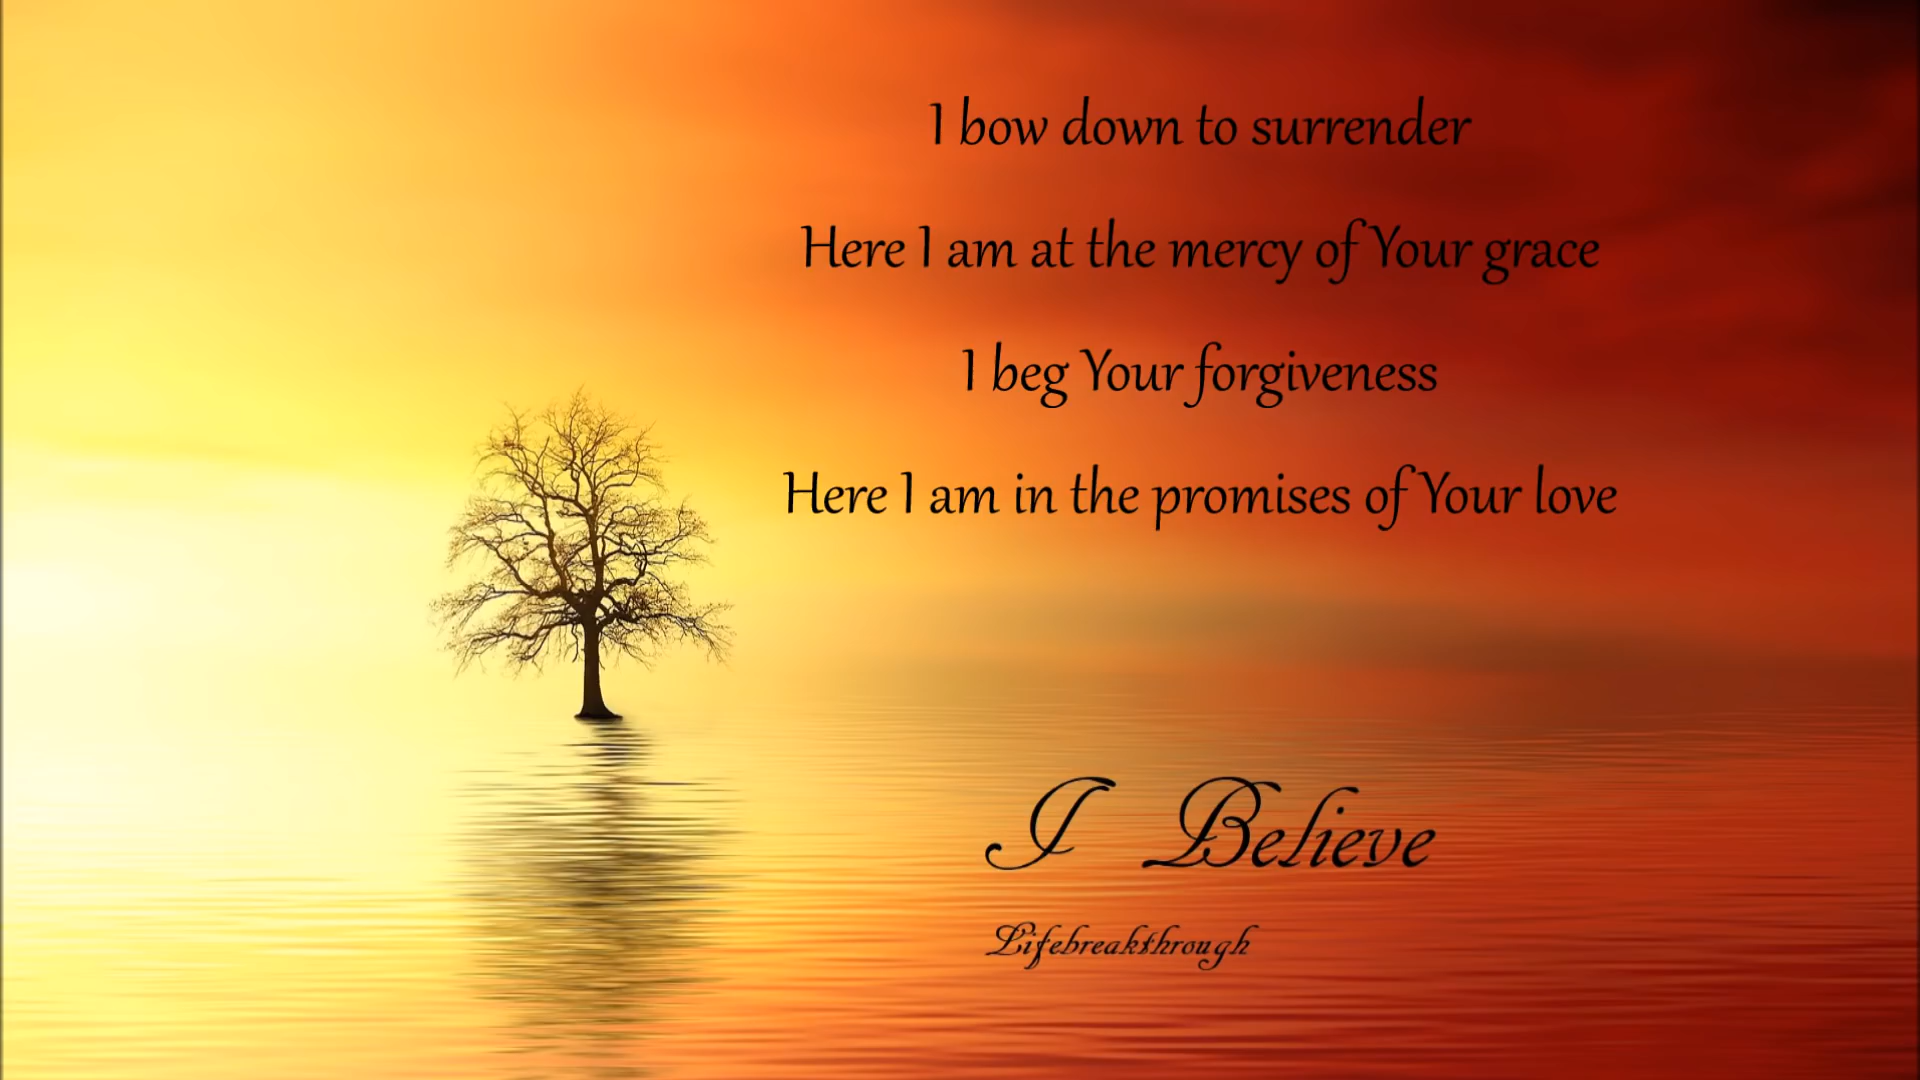 I bow down to surrender
Here I am at the mercy of Your grace
I beg Your forgiveness
Here I am in the promises of Your love
I Believe
Lifebreakthrough